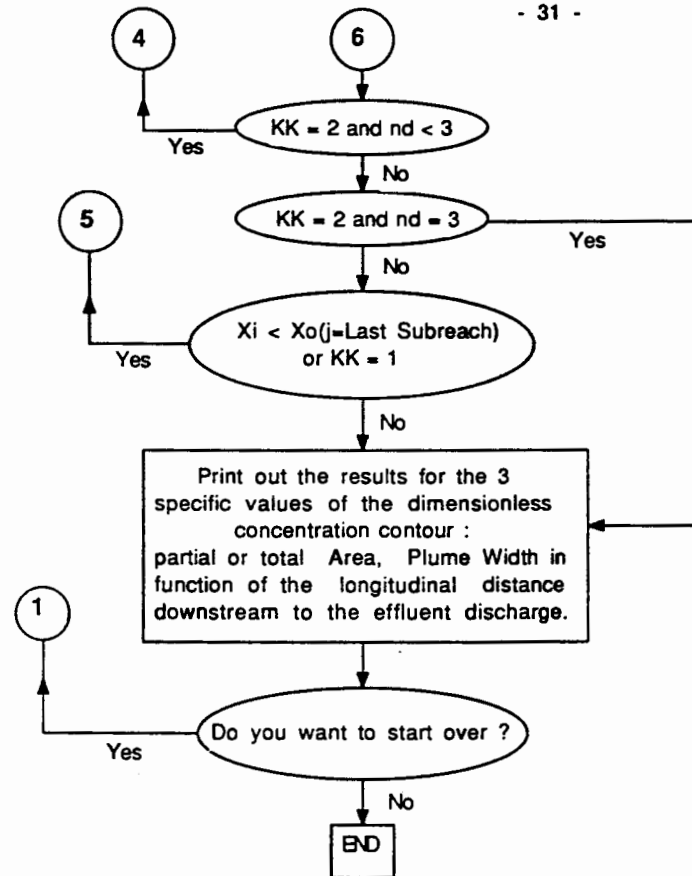 - 31 -
4
6
KK = 2 and nd < 3
Yes
No
5
KK = 2 and nd = 3
Yes
No
Xi < Xo(j=Last Subreach)
or KK = 1
Yes
No
Print out the results for the 3
specific values of the dimensionless
concentration contour :
partial or total Area, Plume Width in
function of the longitudinal distance
downstream to the effluent discharge.
1
Do you want to start over ?
Yes
No
END